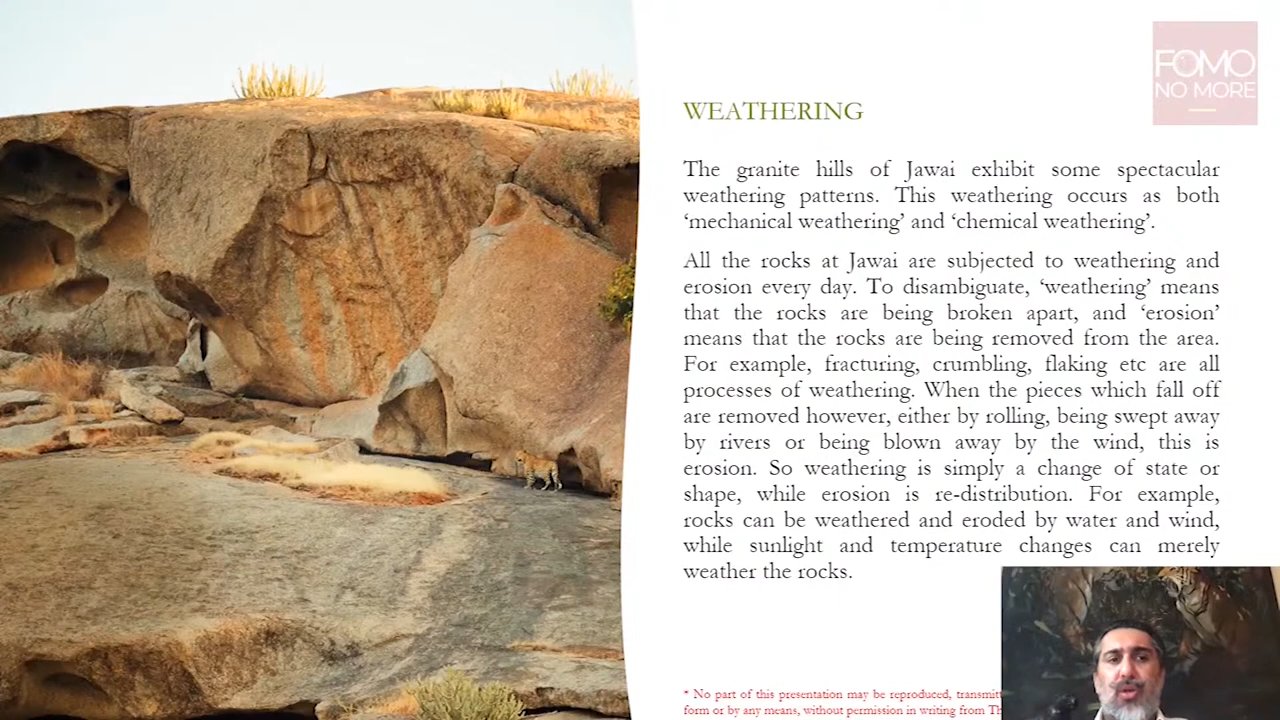 FOMO
NO MORE
WEATHERING
The granite hills of Jawai exhibit some spectacular
weathering patterns. This weathering occurs as both
‘mechanical weathering’ and ‘chemical weathering’.
All the rocks at Jawai are subjected to weathering and
erosion every day. To disambiguate, ‘weathering’ means
that the rocks are being broken apart, and ‘erosion’
means that the rocks are being removed from the area.
For example, fracturing, crumbling, flaking etc are all
processes of weathering. When the pieces which fall off
are removed however, either by rolling, being swept away
by rivers or being blown away by the wind, this is
erosion. So weathering is simply a change of state or
shape, while erosion is re-distribution. For example,
rocks can be weathered and eroded by water and wind,
while sunlight and temperature changes can merely
weather the rocks.
* No part of this presentation may be reproduced,
form or by any means, without permission in writing from